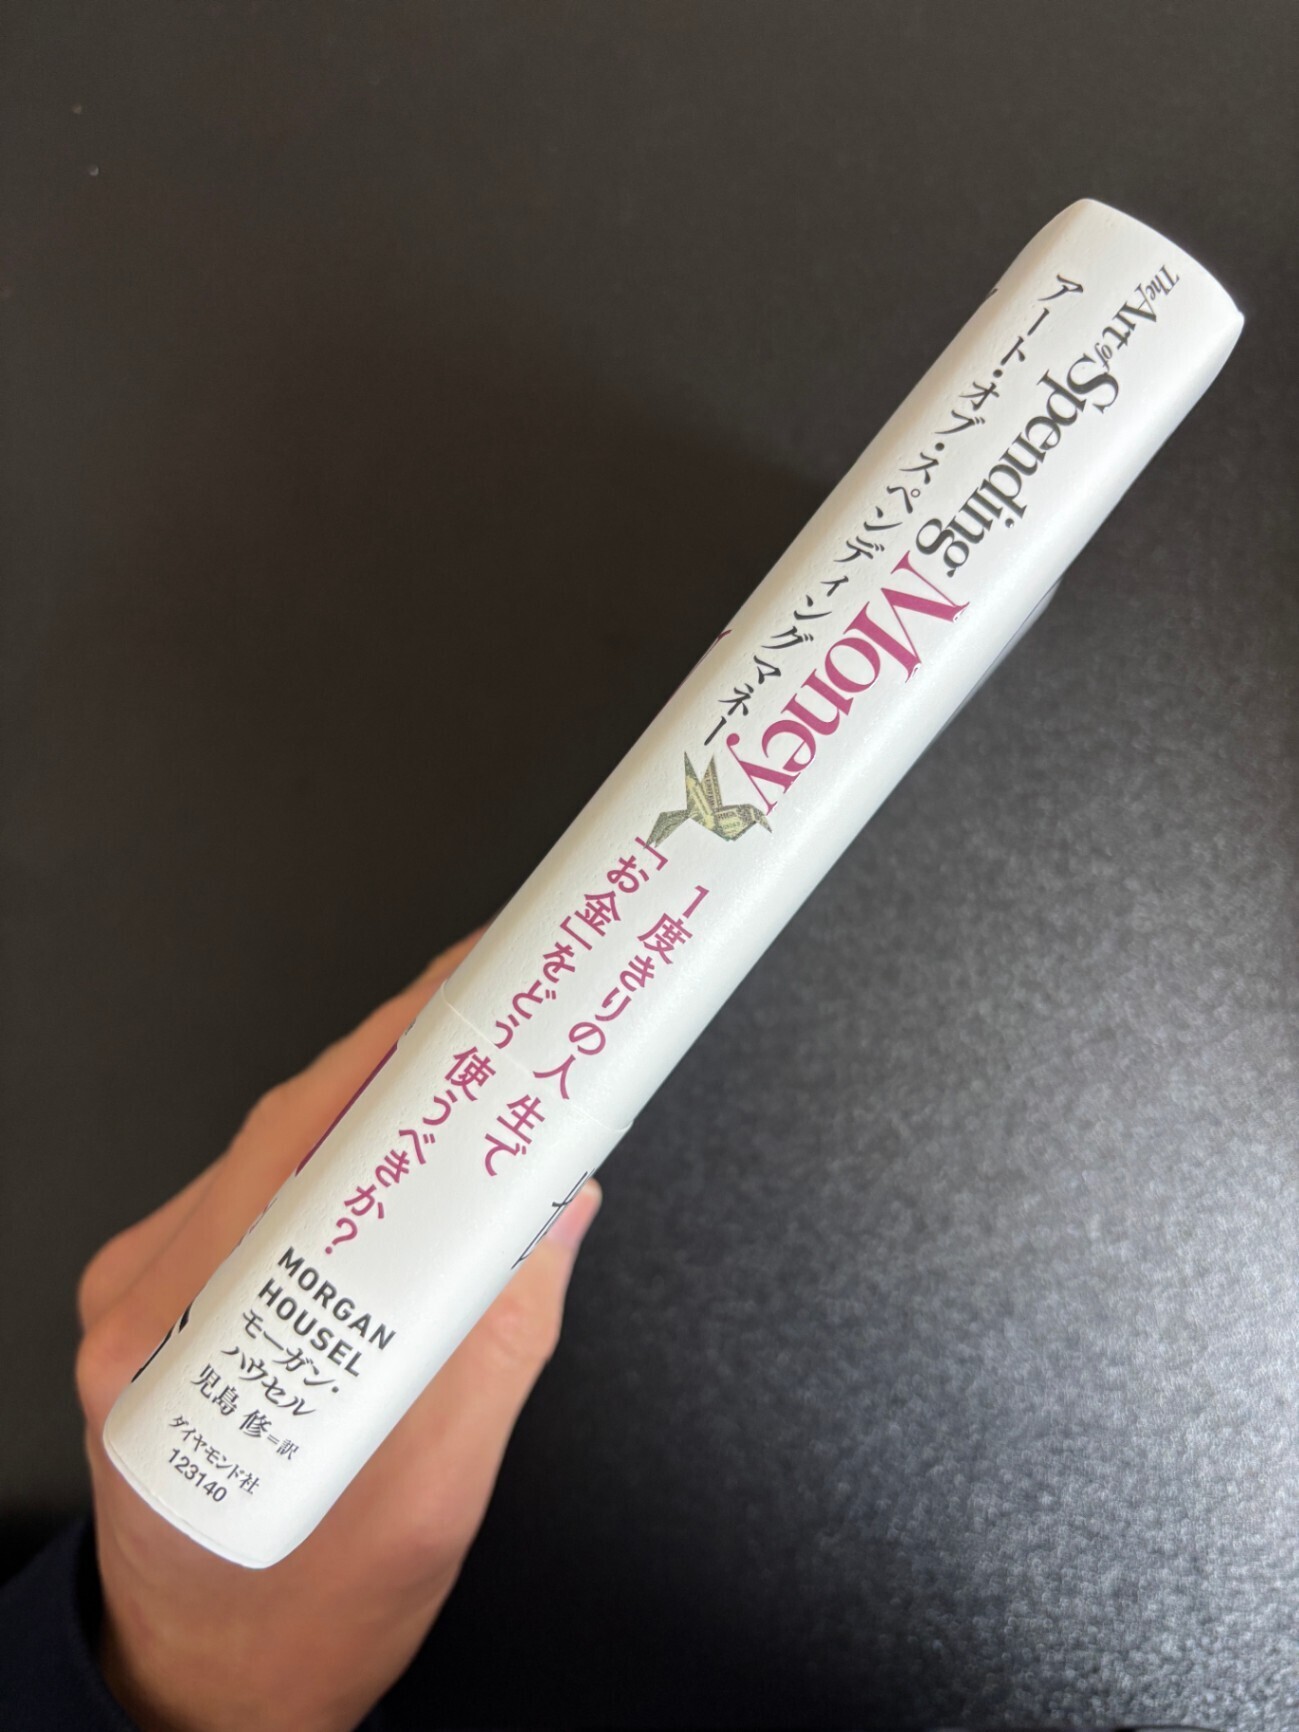 The Art of Spending Money
アート・オブ・スペンディングマネー
1度きりの人生で
「お金」をどう使うべきか?
MORGAN
HOUSEL
モーガン・
ハウセル
児島 修=訳
ダイヤモンド社
123140